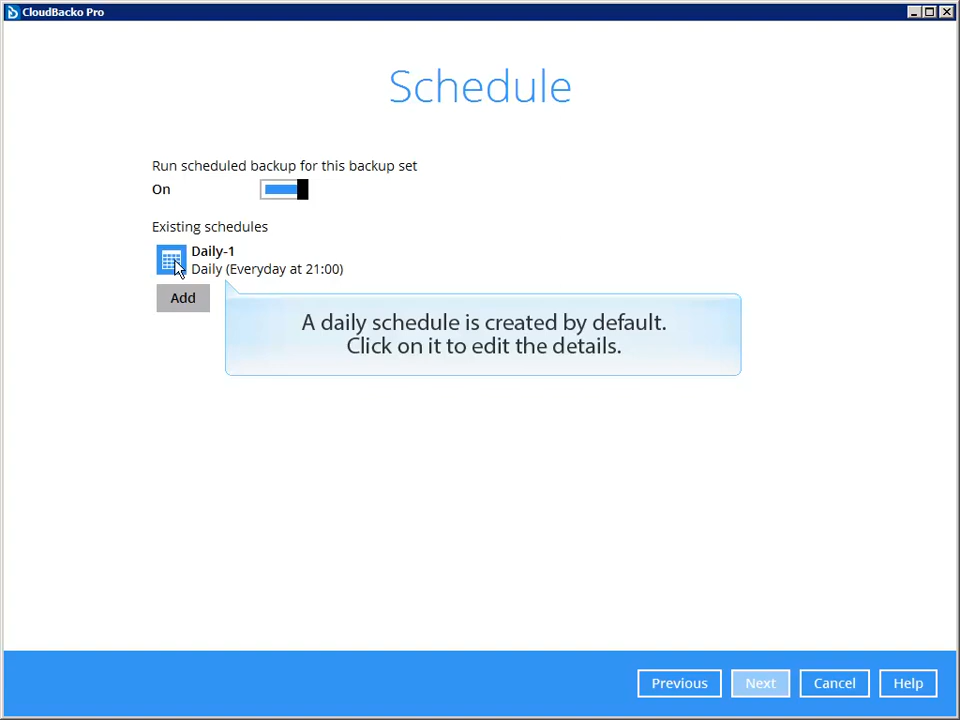 CloudBacko Pro
Schedule
Run scheduled backup for this backup set
On
Existing schedules
Daily-1
Daily (Everyday at 21:00)
Add
A daily schedule is created by default.
Click on it to edit the details.
Previous
Next
Cancel
Help